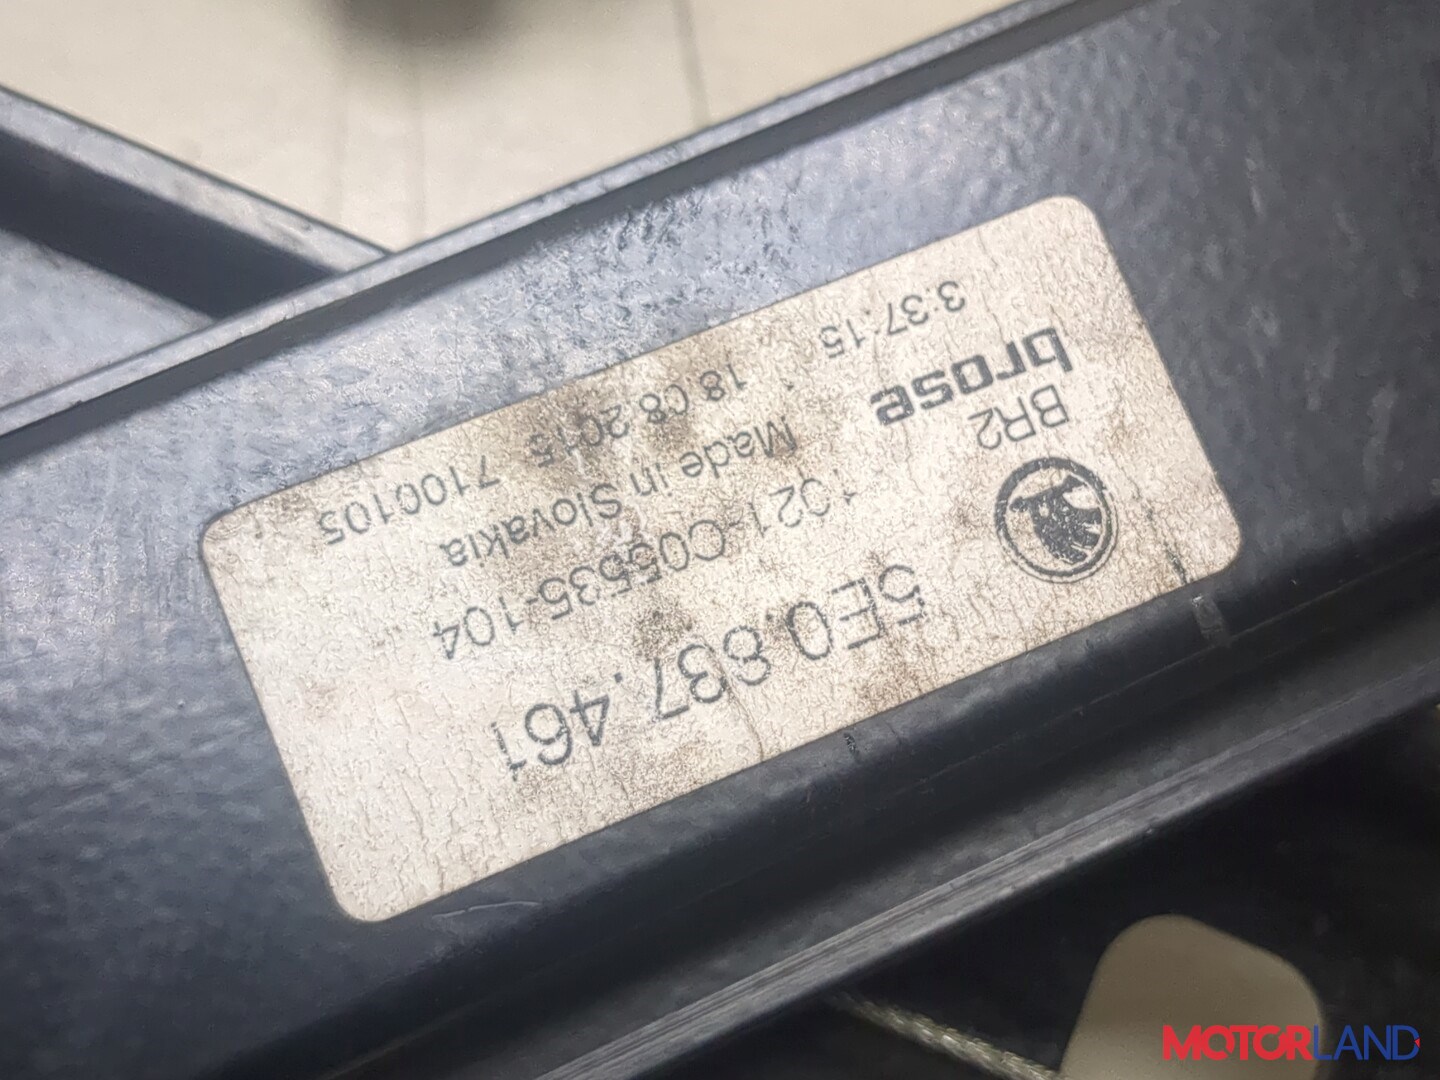 5E0.837.461
1021-C05535-104
Made in Slovakia
18.08.2015 7100105
BR2
brose
3:37:15
MOTORLAND